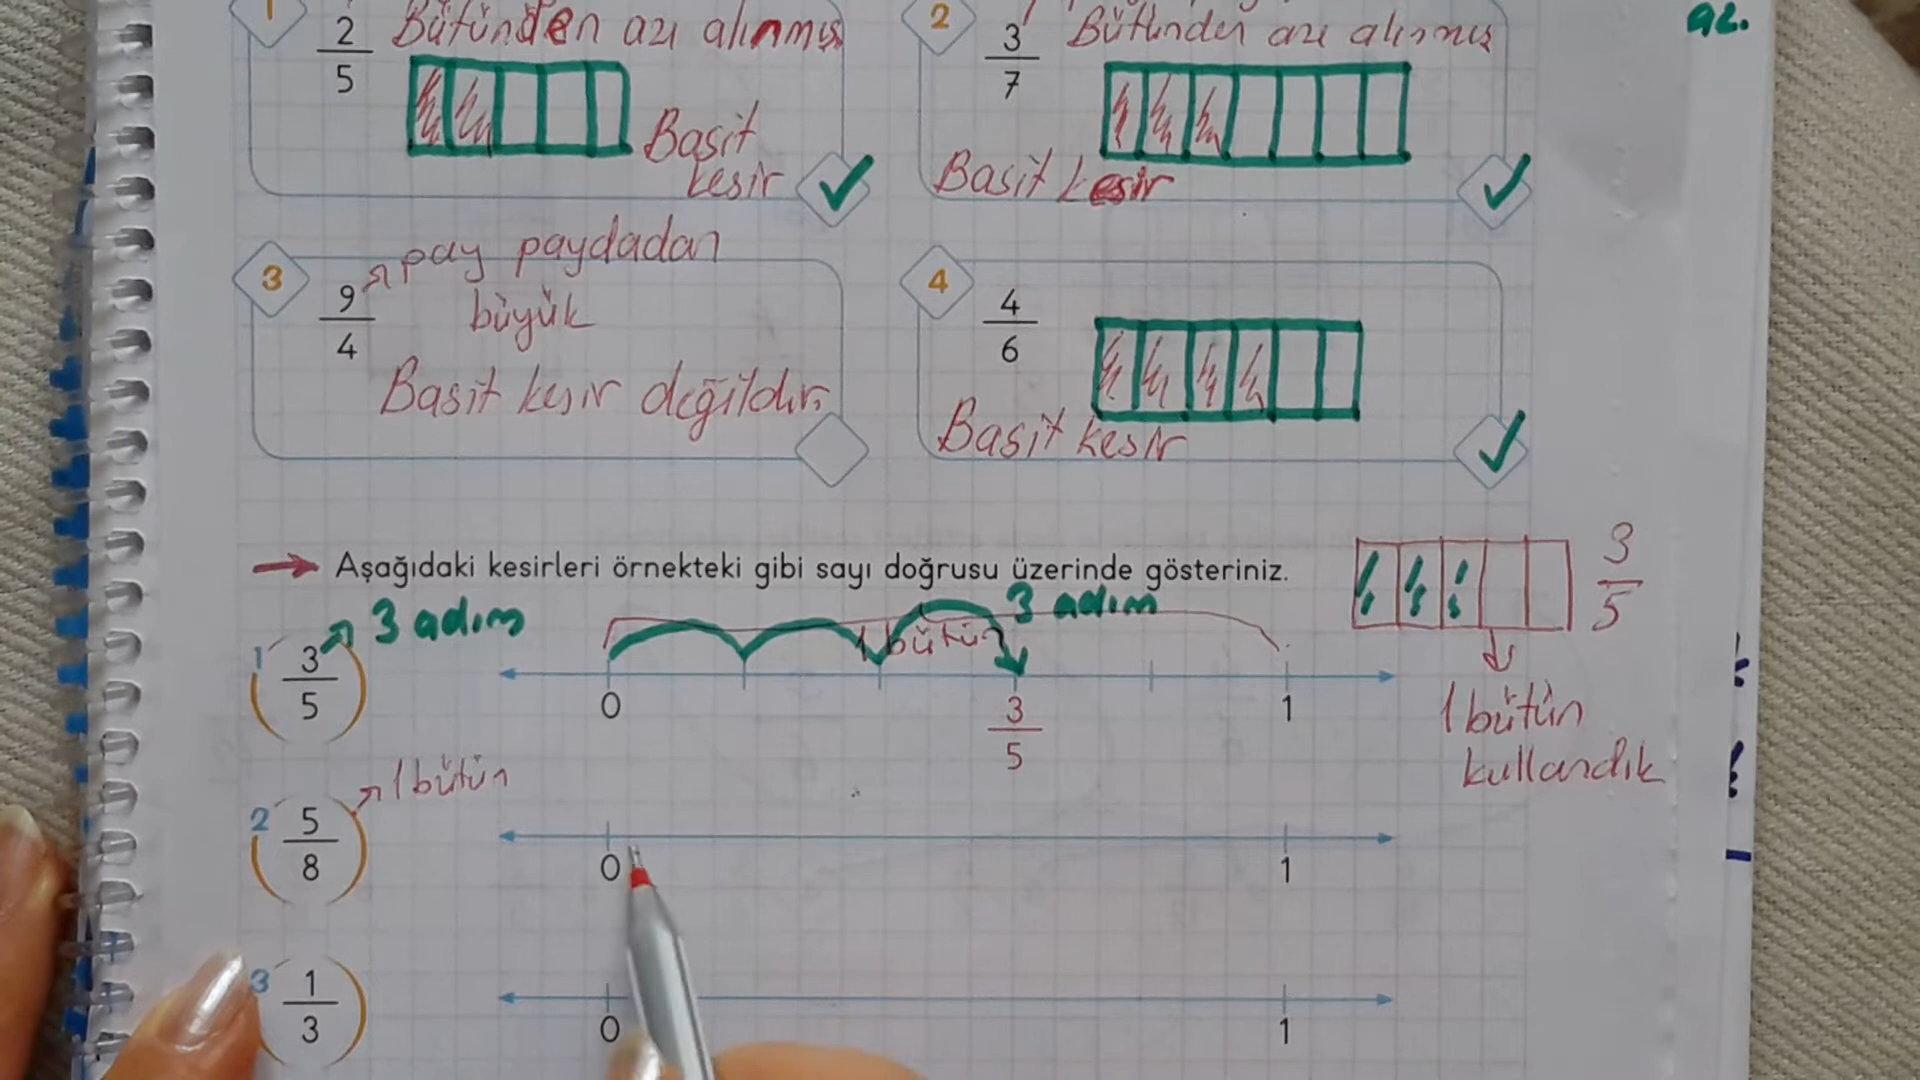 1
2/5 Bütünden azı alınmış
Basit
kesir
2
3/7 Bütünden azı alınmış
Basit kesir
3
9/4 pay paydadan
büyük
Basit kesir değildir.
4
4/6
Basit kesir
Aşağıdaki kesirleri örnekteki gibi sayı doğrusu üzerinde gösteriniz.
3/5
1 3/5 3 adım
1 bütün
3 adım
0 3/5 1
1 bütün
kullandık
2 5/8 1 bütün
0 1
3 1/3
0 1